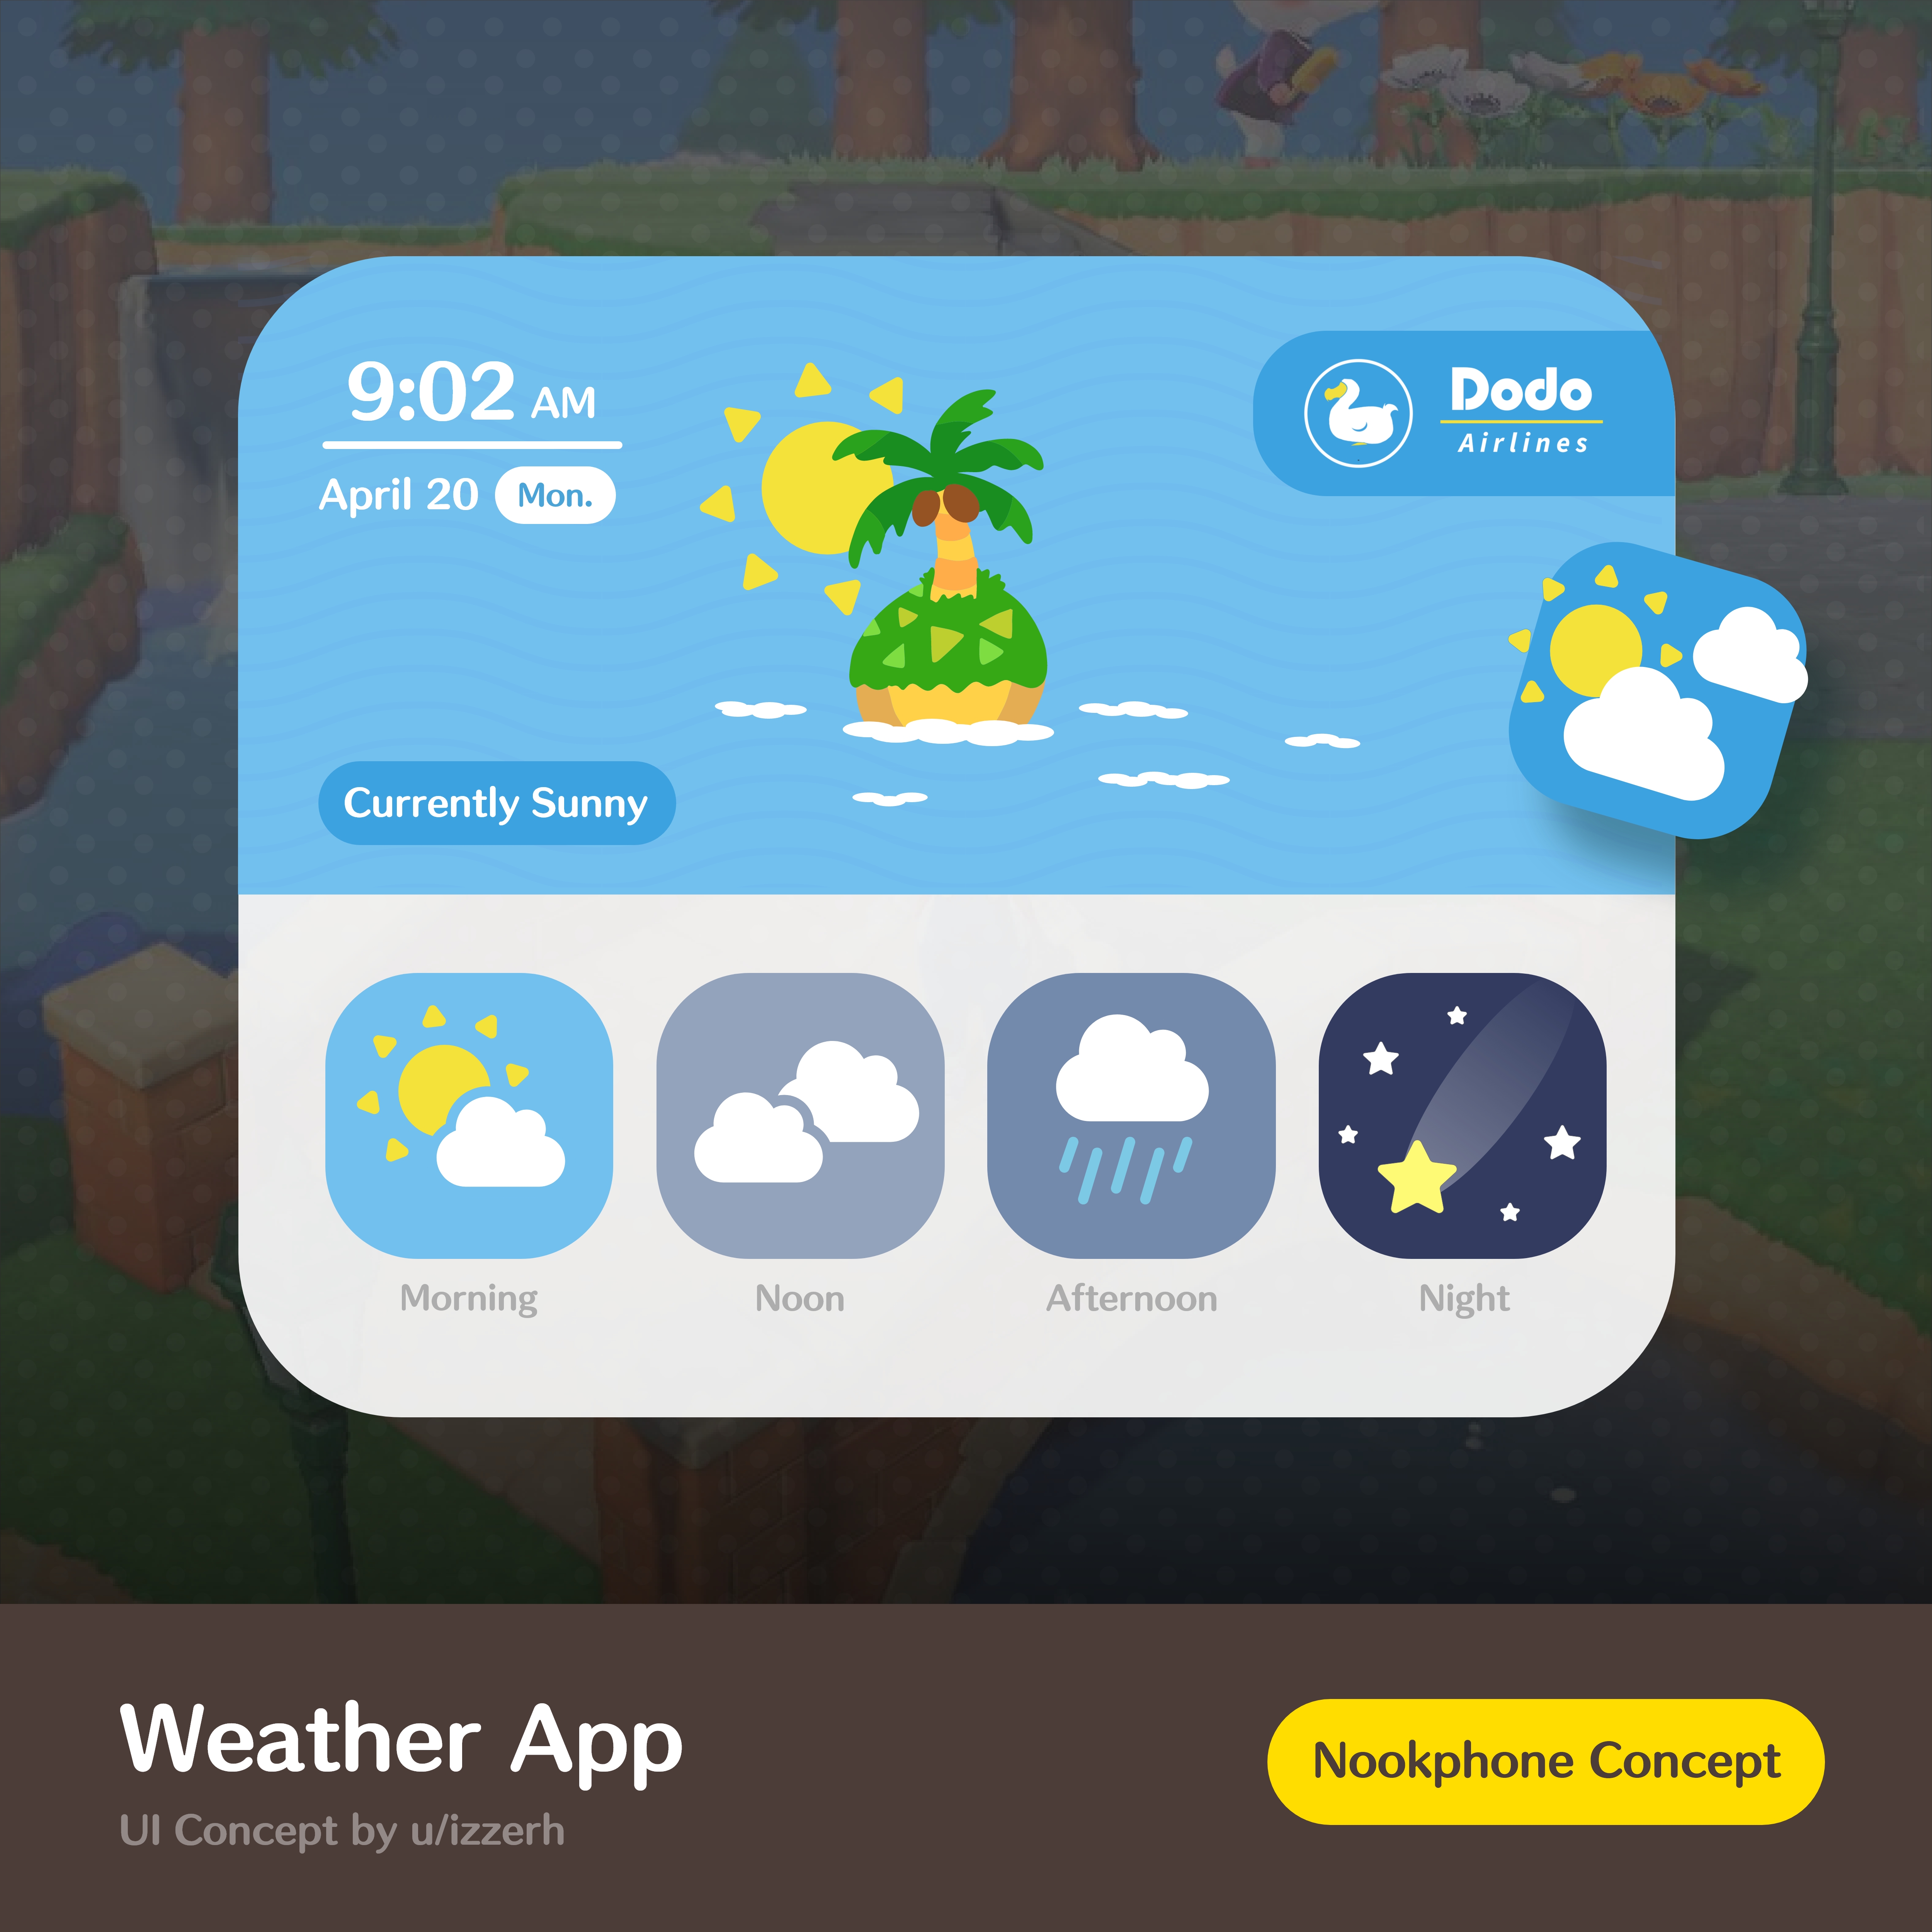 9:02 AM
April 20 Mon.
Dodo
Airlines
Currently Sunny
Morning
Noon
Afternoon
Night
Weather App
UI Concept by u/izzerh
Nookphone Concept